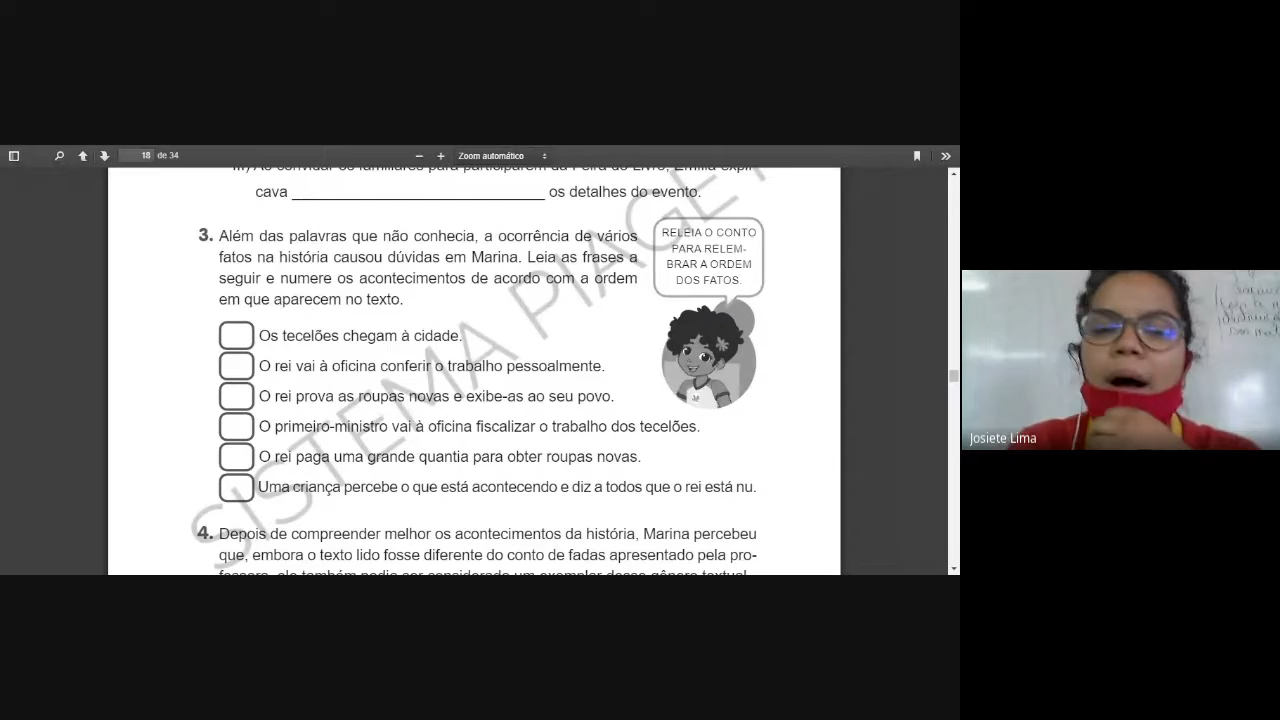 18 de 34
Zoom automático
cava ______ os detalhes do evento.
3. Além das palavras que não conhecia, a ocorrência de vários
fatos na história causou dúvidas em Marina. Leia as frases a
seguir e numere os acontecimentos de acordo com a ordem
em que aparecem no texto.
RELEIA O CONTO
PARA RELEM-
BRAR A ORDEM
DOS FATOS.
Os tecelões chegam à cidade.
O rei vai à oficina conferir o trabalho pessoalmente.
O rei prova as roupas novas e exibe-as ao seu povo.
O primeiro-ministro vai à oficina fiscalizar o trabalho dos tecelões.
O rei paga uma grande quantia para obter roupas novas.
Uma criança percebe o que está acontecendo e diz a todos que o rei está nu.
4. Depois de compreender melhor os acontecimentos da história, Marina percebeu
que, embora o texto lido fosse diferente do conto de fadas apresentado pela pro-
SISTEMA PIAGET
Josiete Lima